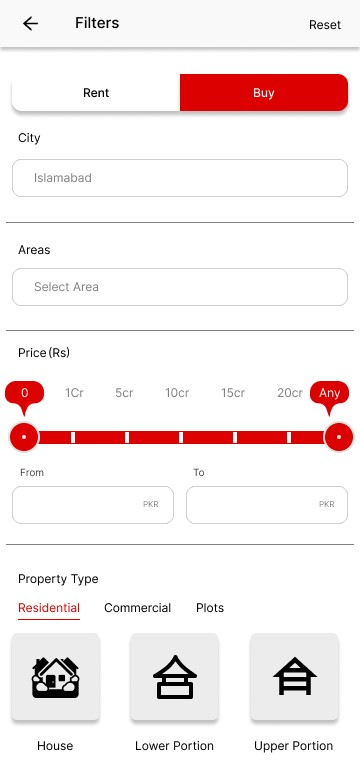 Filters Reset
Rent Buy
City
Islamabad
Areas
Select Area
Price (Rs)
0 1Cr 5cr 10cr 15cr 20cr Any
From To
PKR PKR
Property Type
Residential Commercial Plots
House Lower Portion Upper Portion